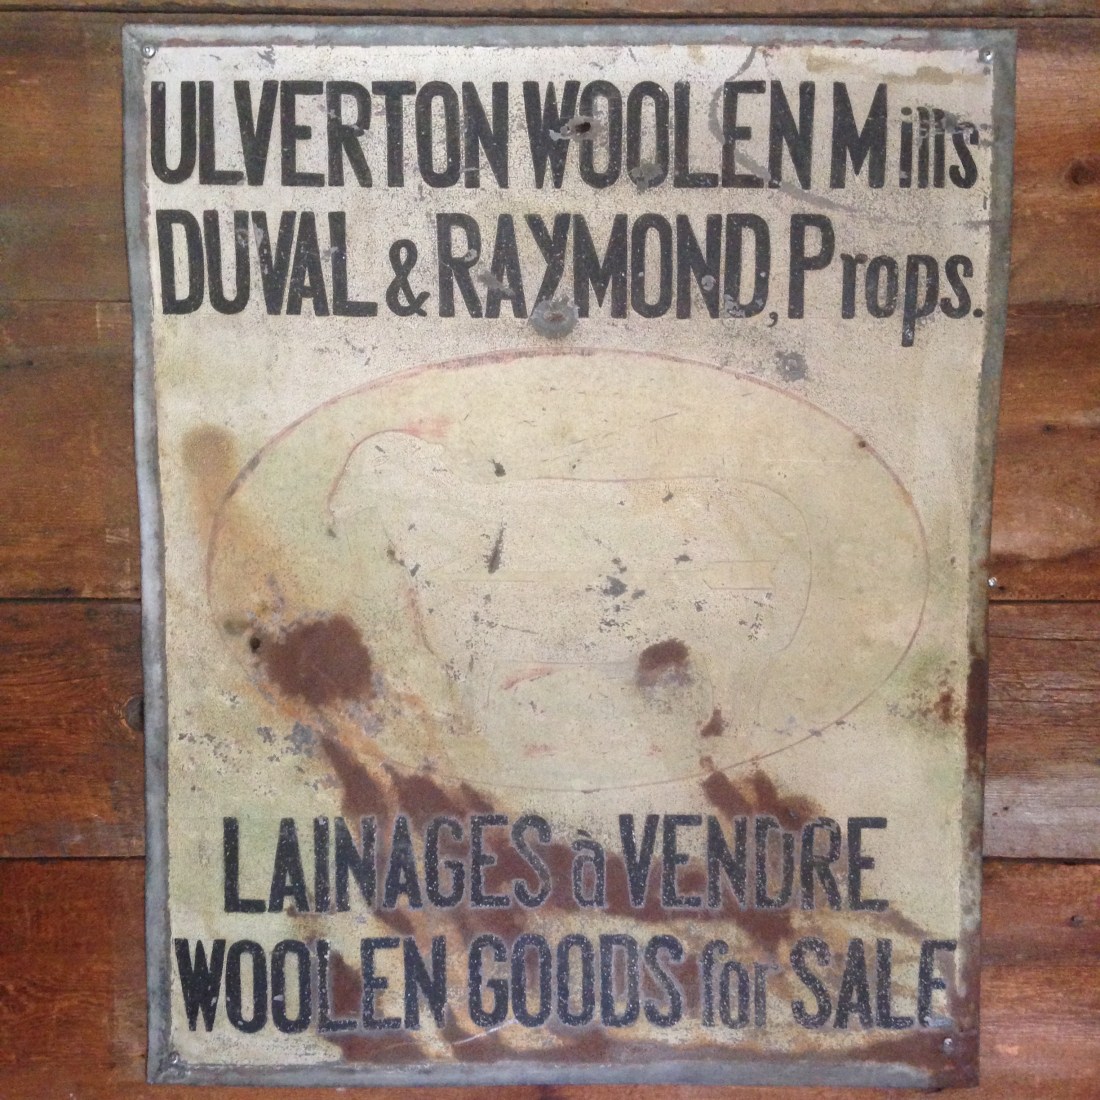 ULVERTON WOOLEN Mills
DUVAL & RAYMOND, Props.
LAINAGES à VENDRE
WOOLEN GOODS for SALE